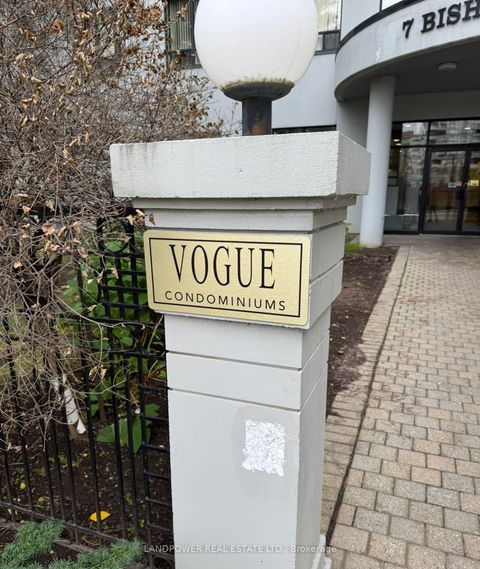 7 BISH
VOGUE
CONDOMINIUMS
LANDPOWER REAL ESTATE LTD., Brokerage